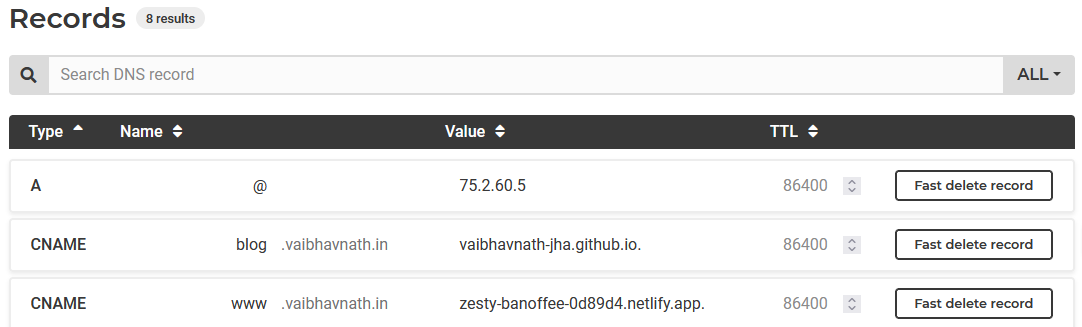 Records 8 results
Search DNS record ALL
Type Name Value TTL
A @ 75.2.60.5 86400 Fast delete record
CNAME blog .vaibhavnath.in vaibhavnath-jha.github.io. 86400 Fast delete record
CNAME www .vaibhavnath.in zesty-banoffee-0d89d4.netlify.app. 86400 Fast delete record